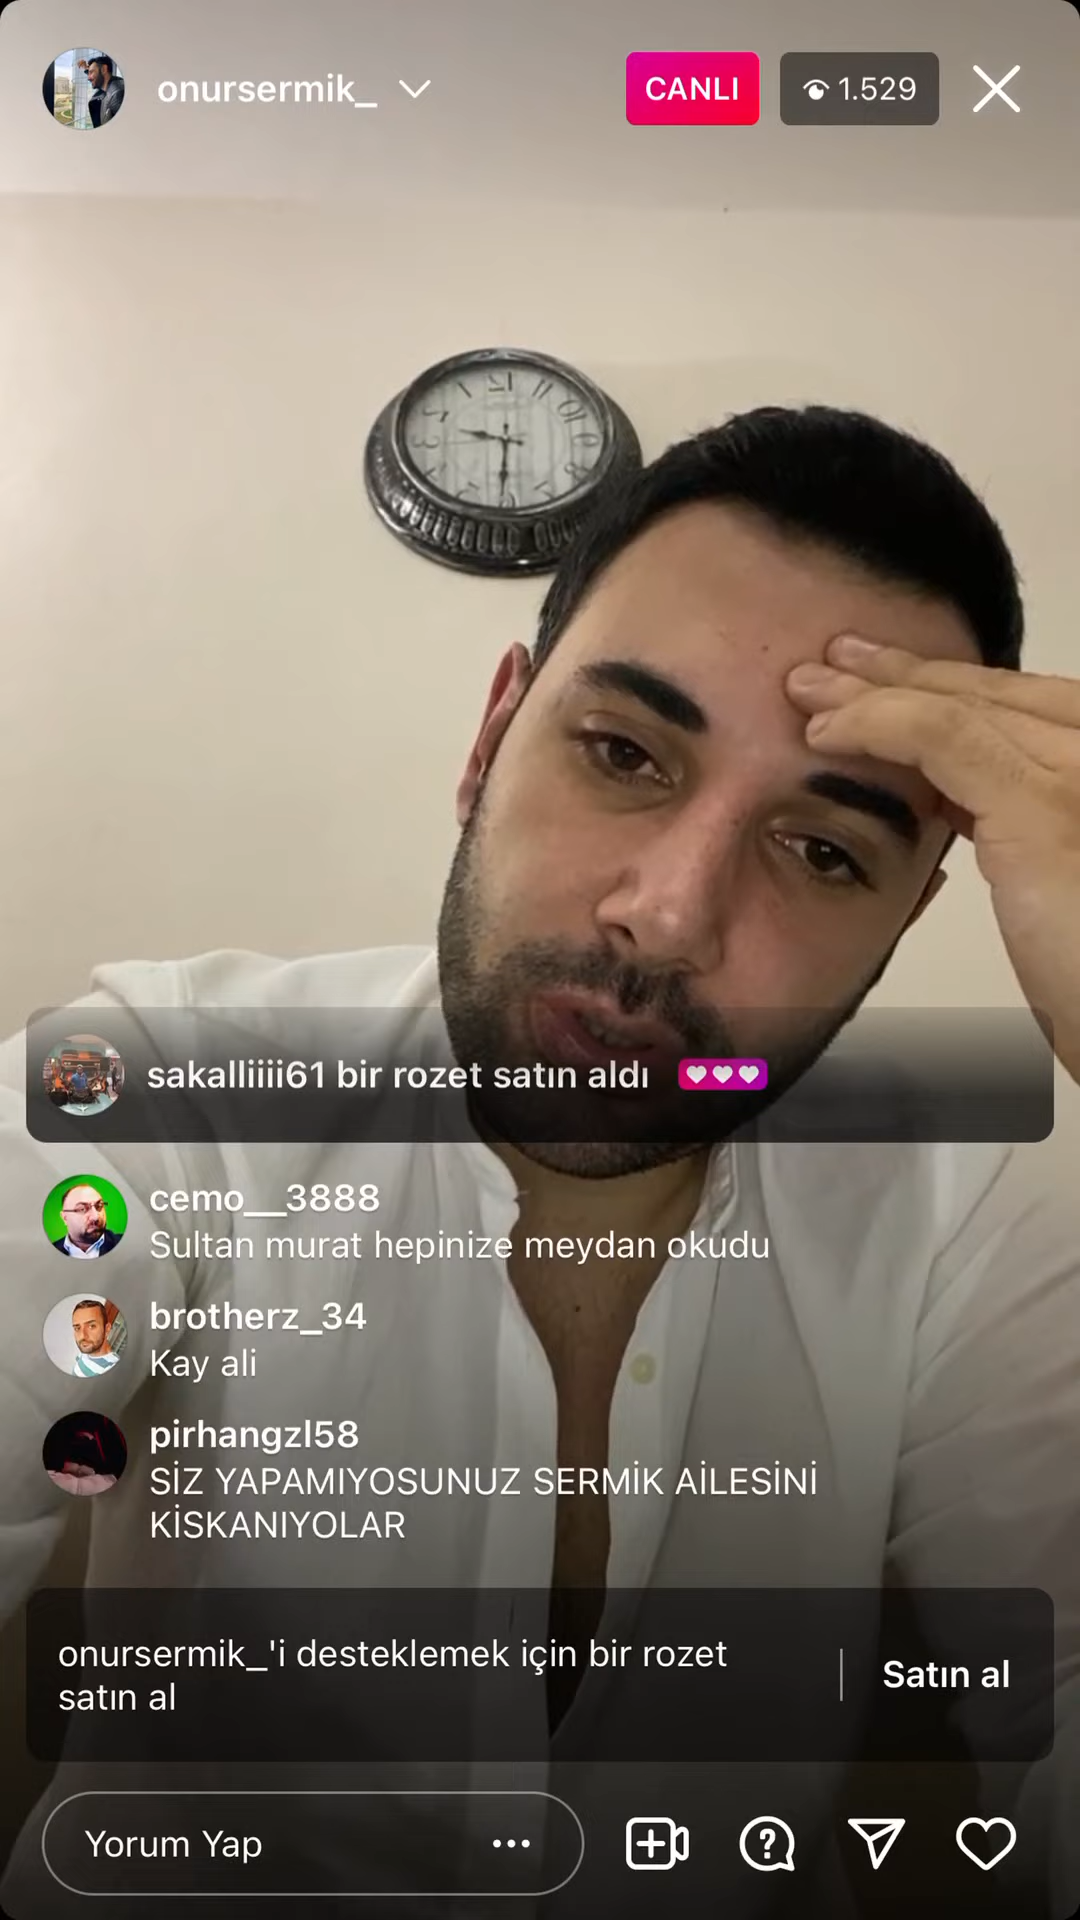 onursermik_
CANLI
1.529
sakalliiii61 bir rozet satın aldı
cemo__3888
Sultan murat hepinize meydan okudu
brotherz_34
Kay ali
pirhangzl58
SİZ YAPAMIYOSUNUZ SERMİK AİLESİNİ
KİSKANIYOLAR
onursermik_'i desteklemek için bir rozet
satın al
Satın al
Yorum Yap